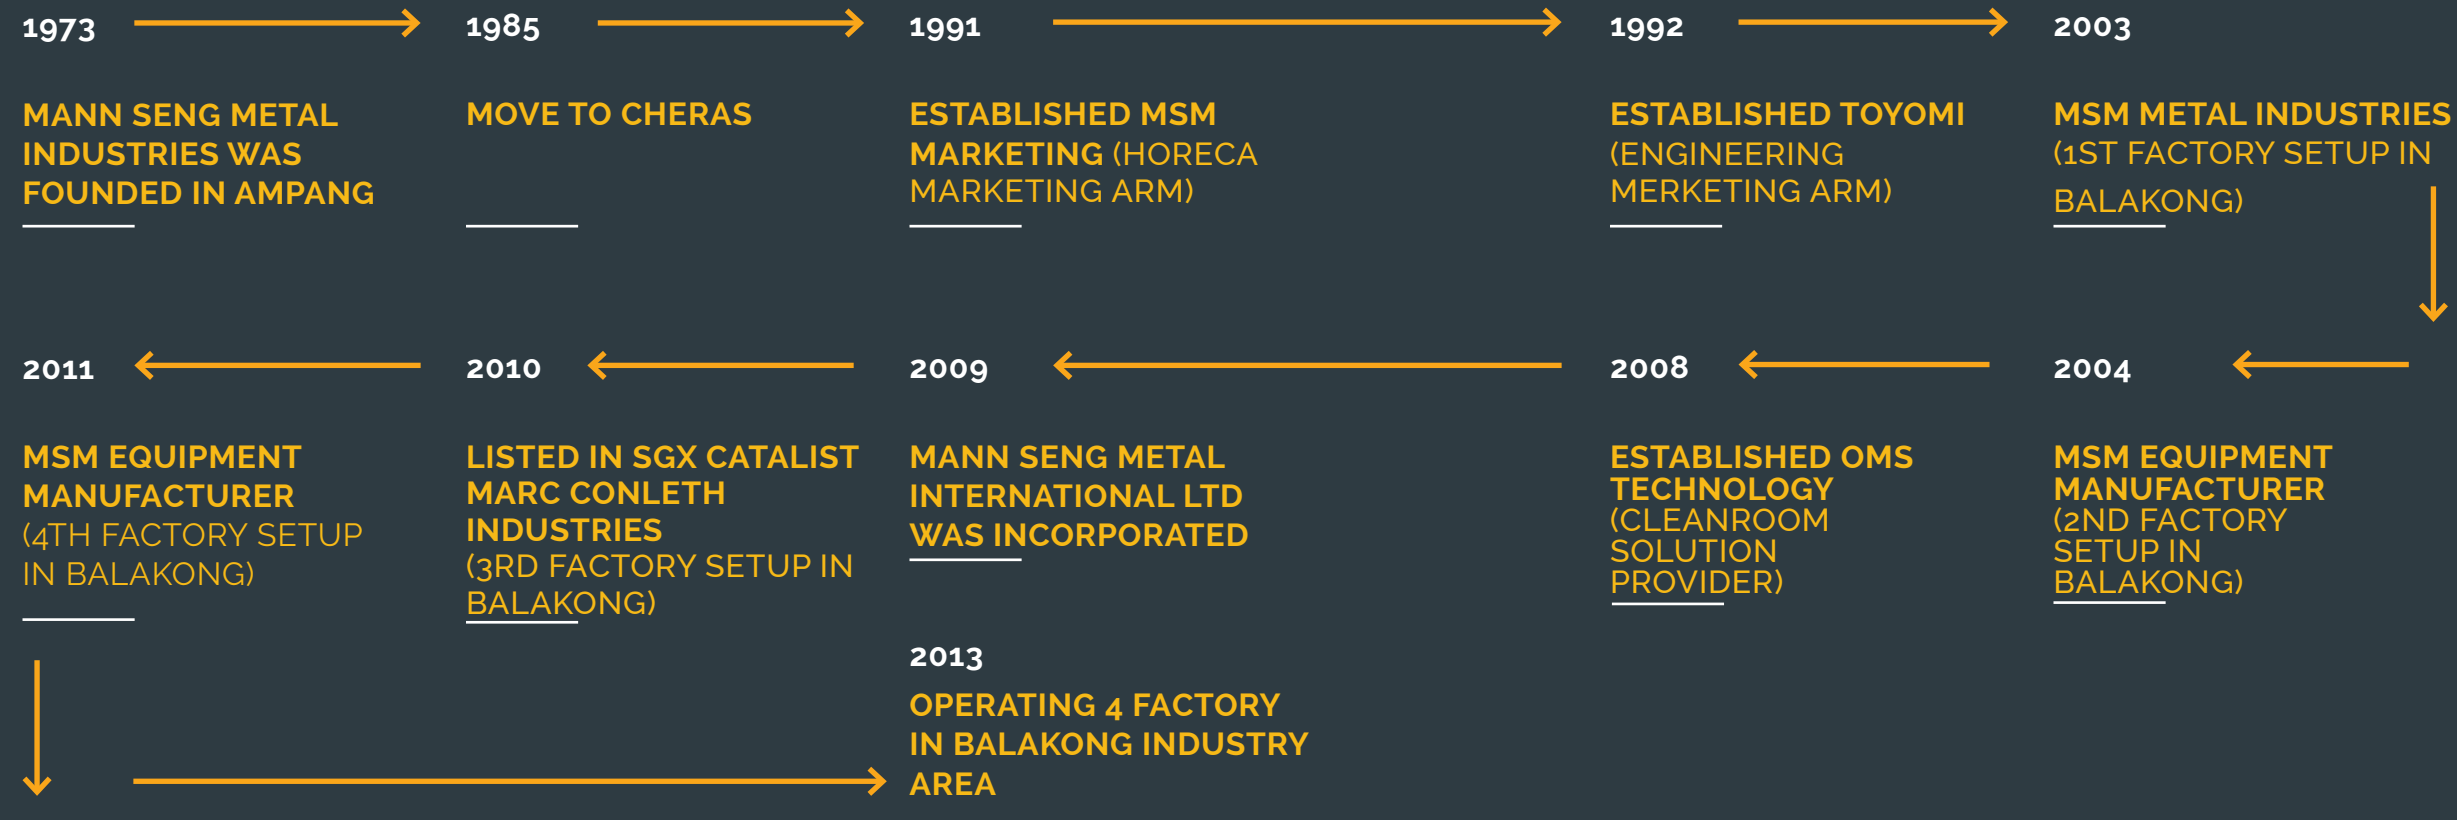 1973
MANN SENG METAL
INDUSTRIES WAS
FOUNDED IN AMPANG
1985
MOVE TO CHERAS
1991
ESTABLISHED MSM
MARKETING (HORECA
MARKETING ARM)
1992
ESTABLISHED TOYOMI
(ENGINEERING
MERKETING ARM)
2003
MSM METAL INDUSTRIES
(1ST FACTORY SETUP IN
BALAKONG)
2004
MSM EQUIPMENT
MANUFACTURER
(2ND FACTORY
SETUP IN
BALAKONG)
2008
ESTABLISHED OMS
TECHNOLOGY
(CLEANROOM
SOLUTION
PROVIDER)
2009
MANN SENG METAL
INTERNATIONAL LTD
WAS INCORPORATED
2010
LISTED IN SGX CATALIST
MARC CONLETH
INDUSTRIES
(3RD FACTORY SETUP IN
BALAKONG)
2011
MSM EQUIPMENT
MANUFACTURER
(4TH FACTORY SETUP
IN BALAKONG)
2013
OPERATING 4 FACTORY
IN BALAKONG INDUSTRY
AREA